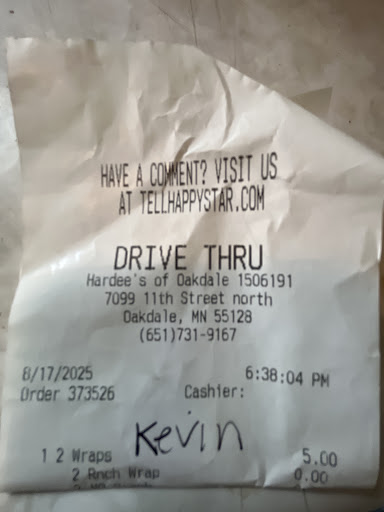 HAVE A COMMENT? VISIT US
AT TELLHAPPYSTAR.COM
DRIVE THRU
Hardee's of Oakdale 1506191
7099 11th Street north
Oakdale, MN 55128
(651)731-9167
8/17/2025 6:38:04 PM
Order 373526 Cashier:
Kevin
1 2 Wraps 5.00
2 Rnch Wrap 0.00